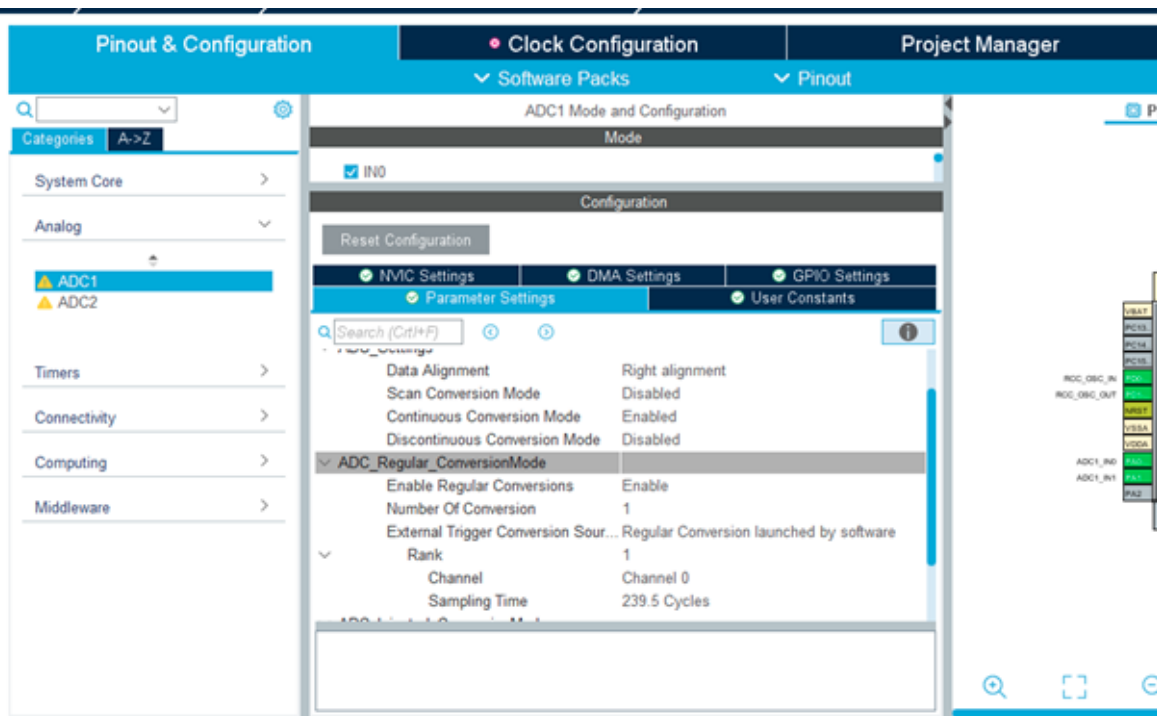 Pinout & Configuration
Clock Configuration
Project Manager
Software Packs
Pinout
Categories
A->Z
System Core
Analog
ADC1
ADC2
Timers
Connectivity
Computing
Middleware
ADC1 Mode and Configuration
Mode
IN0
Configuration
Reset Configuration
NVIC Settings
DMA Settings
GPIO Settings
Parameter Settings
User Constants
Search (Crtl+F)
Data Alignment Right alignment
Scan Conversion Mode Disabled
Continuous Conversion Mode Enabled
Discontinuous Conversion Mode Disabled
ADC_Regular_ConversionMode
Enable Regular Conversions Enable
Number Of Conversion 1
External Trigger Conversion Sour... Regular Conversion launched by software
Rank 1
Channel Channel 0
Sampling Time 239.5 Cycles
P
VBAT
PC13..
PC14..
PC15..
RCC_OSC_IN
RCC_OSC_OUT
NRST
VSSA
VDDA
ADC1_IN0
ADC1_IN1
PA2